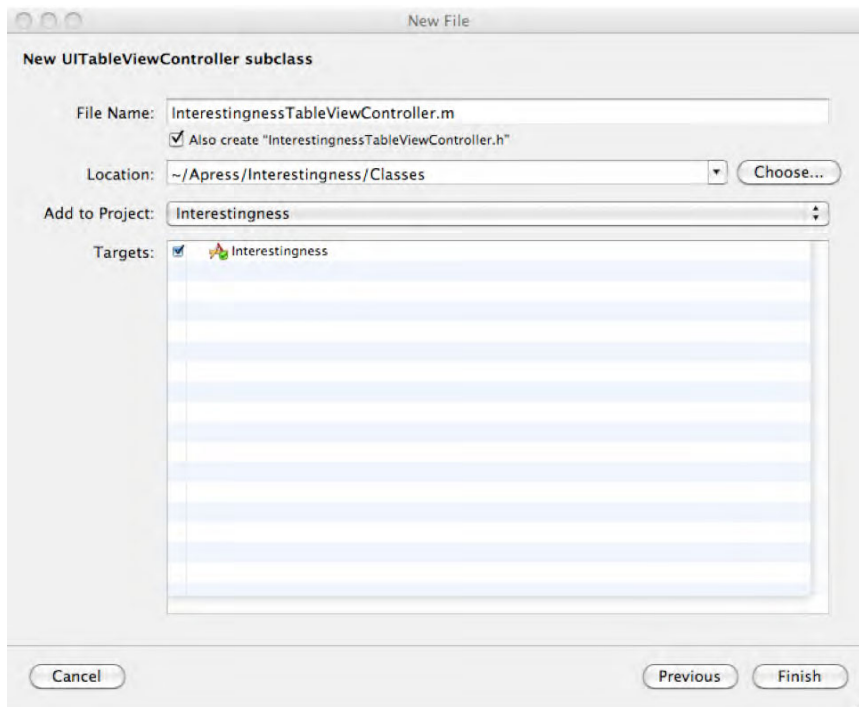 New File
New UITableViewController subclass
File Name: InterestingnessTableViewController.m
Also create "InterestingnessTableViewController.h"
Location: ~/Apress/Interestingness/Classes Choose...
Add to Project: Interestingness
Targets: Interestingness
Cancel Previous Finish